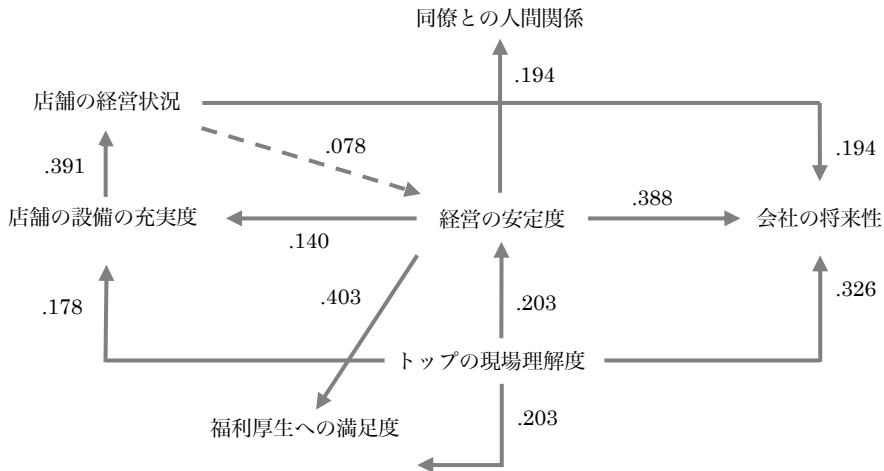 同僚との人間関係
.194
店舗の経営状況
.078
.391
.194
店舗の設備の充実度
経営の安定度
.388
会社の将来性
.140
.178
.403
.203
.326
トップの現場理解度
福利厚生への満足度
.203